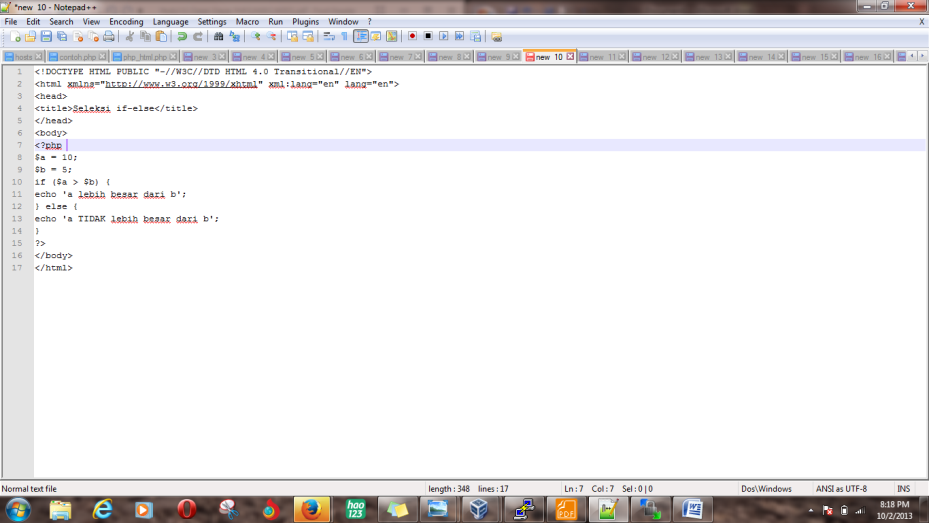 *new 10 - Notepad++
File Edit Search View Encoding Language Settings Macro Run Plugins Window ? X
hosts contoh.php php_html.php new 3 new 4 new 5 new 6 new 7 new 8 new 9 new 10 new 11 new 12 new 13 new 14 new 15 new 16
1 <!DOCTYPE HTML PUBLIC "-//W3C//DTD HTML 4.0 Transitional//EN">
2 <html xmlns="http://www.w3.org/1999/xhtml" xml:lang="en" lang="en">
3 <head>
4 <title>Seleksi if-else</title>
5 </head>
6 <body>
7 <?php
8 $a = 10;
9 $b = 5;
10 if ($a > $b) {
11 echo 'a lebih besar dari b';
12 } else {
13 echo 'a TIDAK lebih besar dari b';
14 }
15 ?>
16 </body>
17 </html>
Normal text file length : 348 lines : 17 Ln : 7 Col : 7 Sel : 0 | 0 Dos\Windows ANSI as UTF-8 INS
hao
123
PDF
8:18 PM
10/2/2013